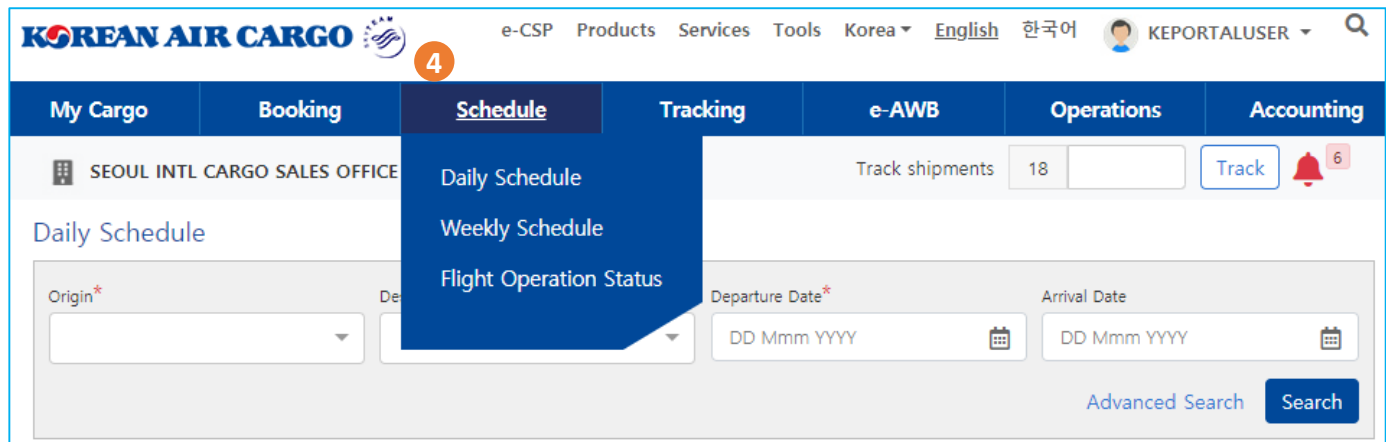 KOREAN AIR CARGO e-CSP Products Services Tools Korea English 한국어 KEPORTALUSER
4
My Cargo Booking Schedule Tracking e-AWB Operations Accounting
SEOUL INTL CARGO SALES OFFICE Track shipments 18 Track 6
Daily Schedule
Weekly Schedule
Flight Operation Status
Daily Schedule
Origin* De Departure Date* Arrival Date
DD Mmm YYYY DD Mmm YYYY
Advanced Search Search